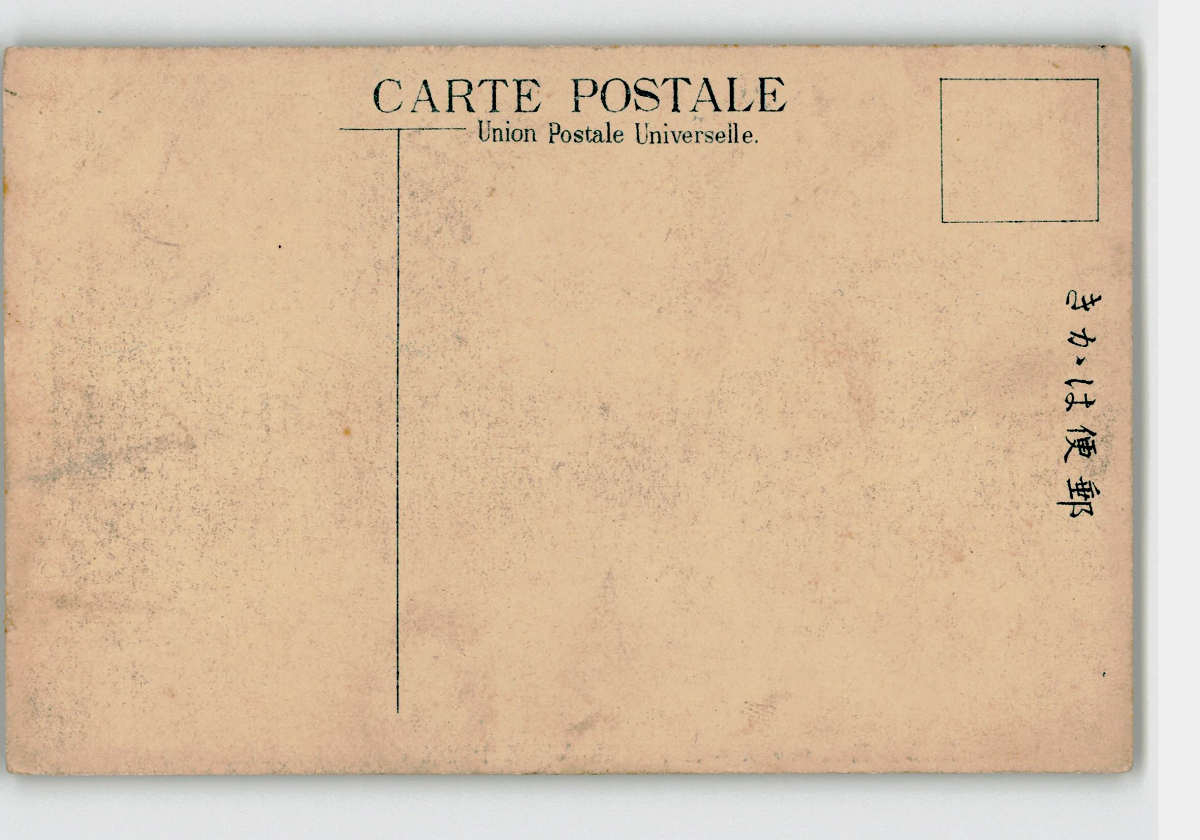 CARTE POSTALE
Union Postale Universelle.
郵便はがき